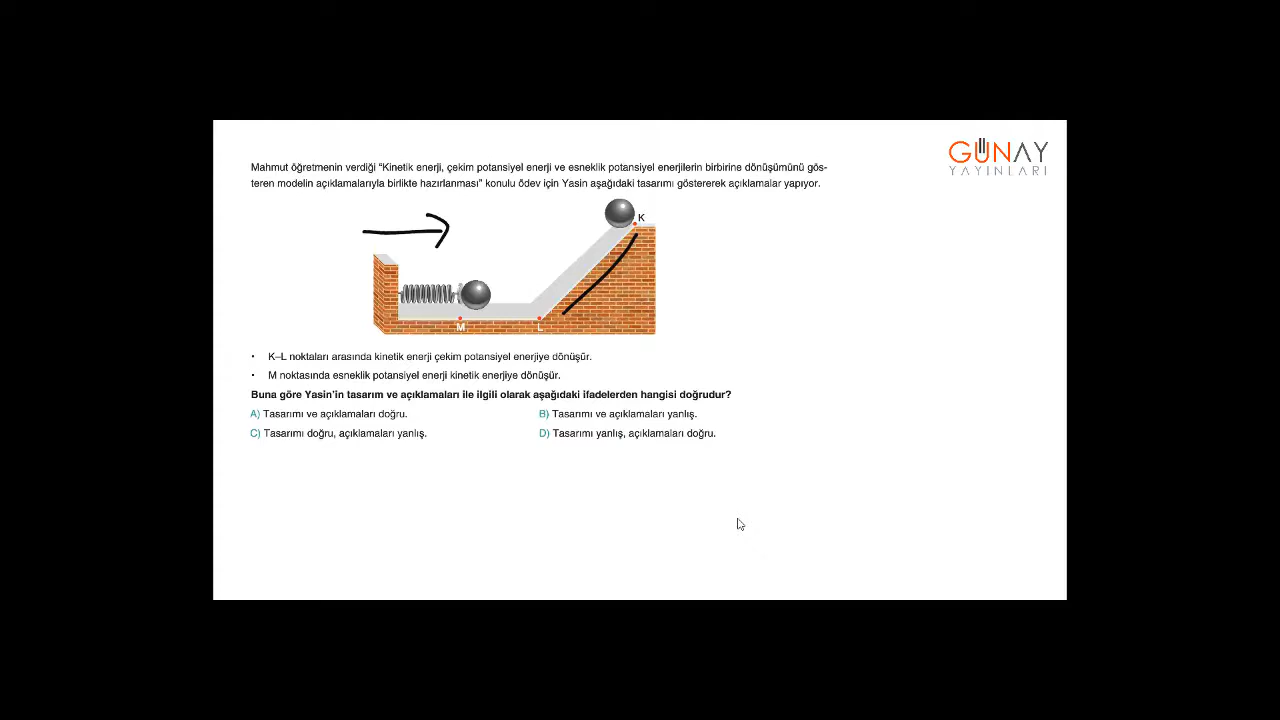 GÜNAY
YAYINLARI
Mahmut öğretmenin verdiği “Kinetik enerji, çekim potansiyel enerji ve esneklik potansiyel enerjilerin birbirine dönüşümünü gös-
teren modelin açıklamalarıyla birlikte hazırlanması” konulu ödev için Yasin aşağıdaki tasarımı göstererek açıklamalar yapıyor.
K
M
L
• K–L noktaları arasında kinetik enerji çekim potansiyel enerjiye dönüşür.
• M noktasında esneklik potansiyel enerji kinetik enerjiye dönüşür.
Buna göre Yasin’in tasarım ve açıklamaları ile ilgili olarak aşağıdaki ifadelerden hangisi doğrudur?
A) Tasarımı ve açıklamaları doğru. B) Tasarımı ve açıklamaları yanlış.
C) Tasarımı doğru, açıklamaları yanlış. D) Tasarımı yanlış, açıklamaları doğru.